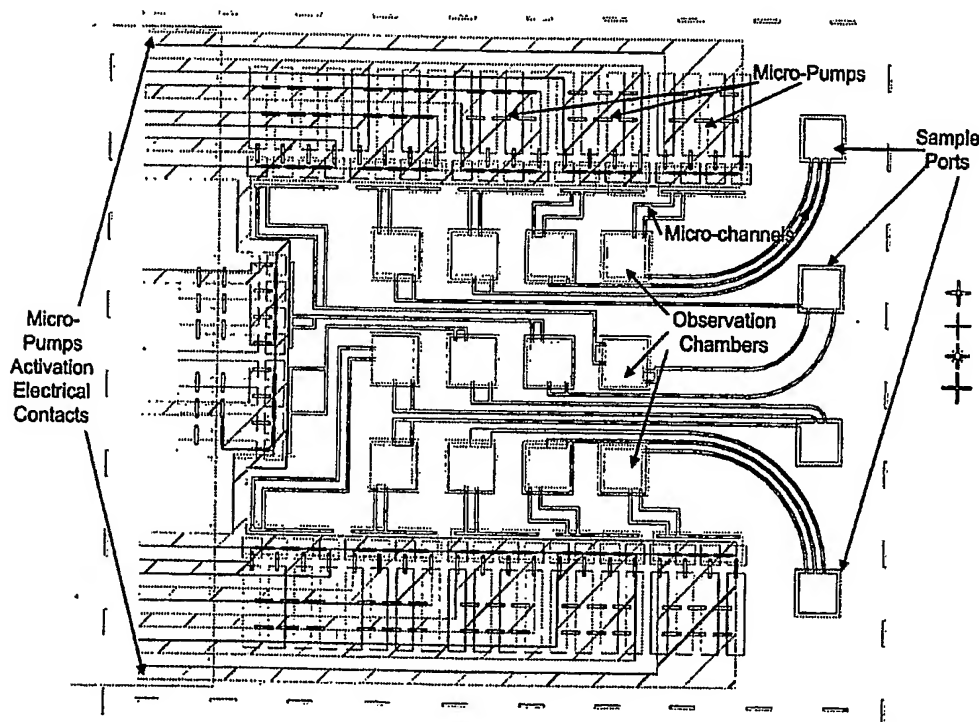 Micro-Pumps
Sample
Ports
Micro-channels
Micro-
Pumps
Activation
Electrical
Contacts
Observation
Chambers